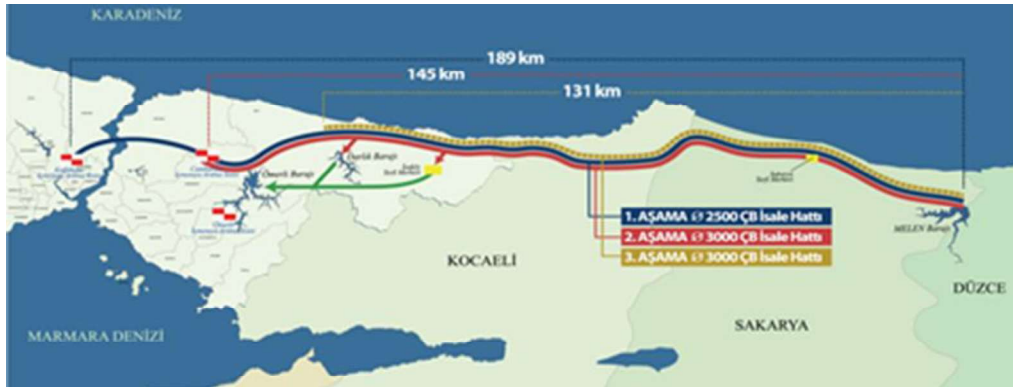 KARADENİZ
189 km
145 km
131 km
Darlık Barajı
Ömerli Barajı
1. AŞAMA Ø 2500 ÇB İsale Hattı
2. AŞAMA Ø 3000 ÇB İsale Hattı
3. AŞAMA Ø 3000 ÇB İsale Hattı
MELEN Barajı
KOCAELİ
DÜZCE
SAKARYA
MARMARA DENİZİ